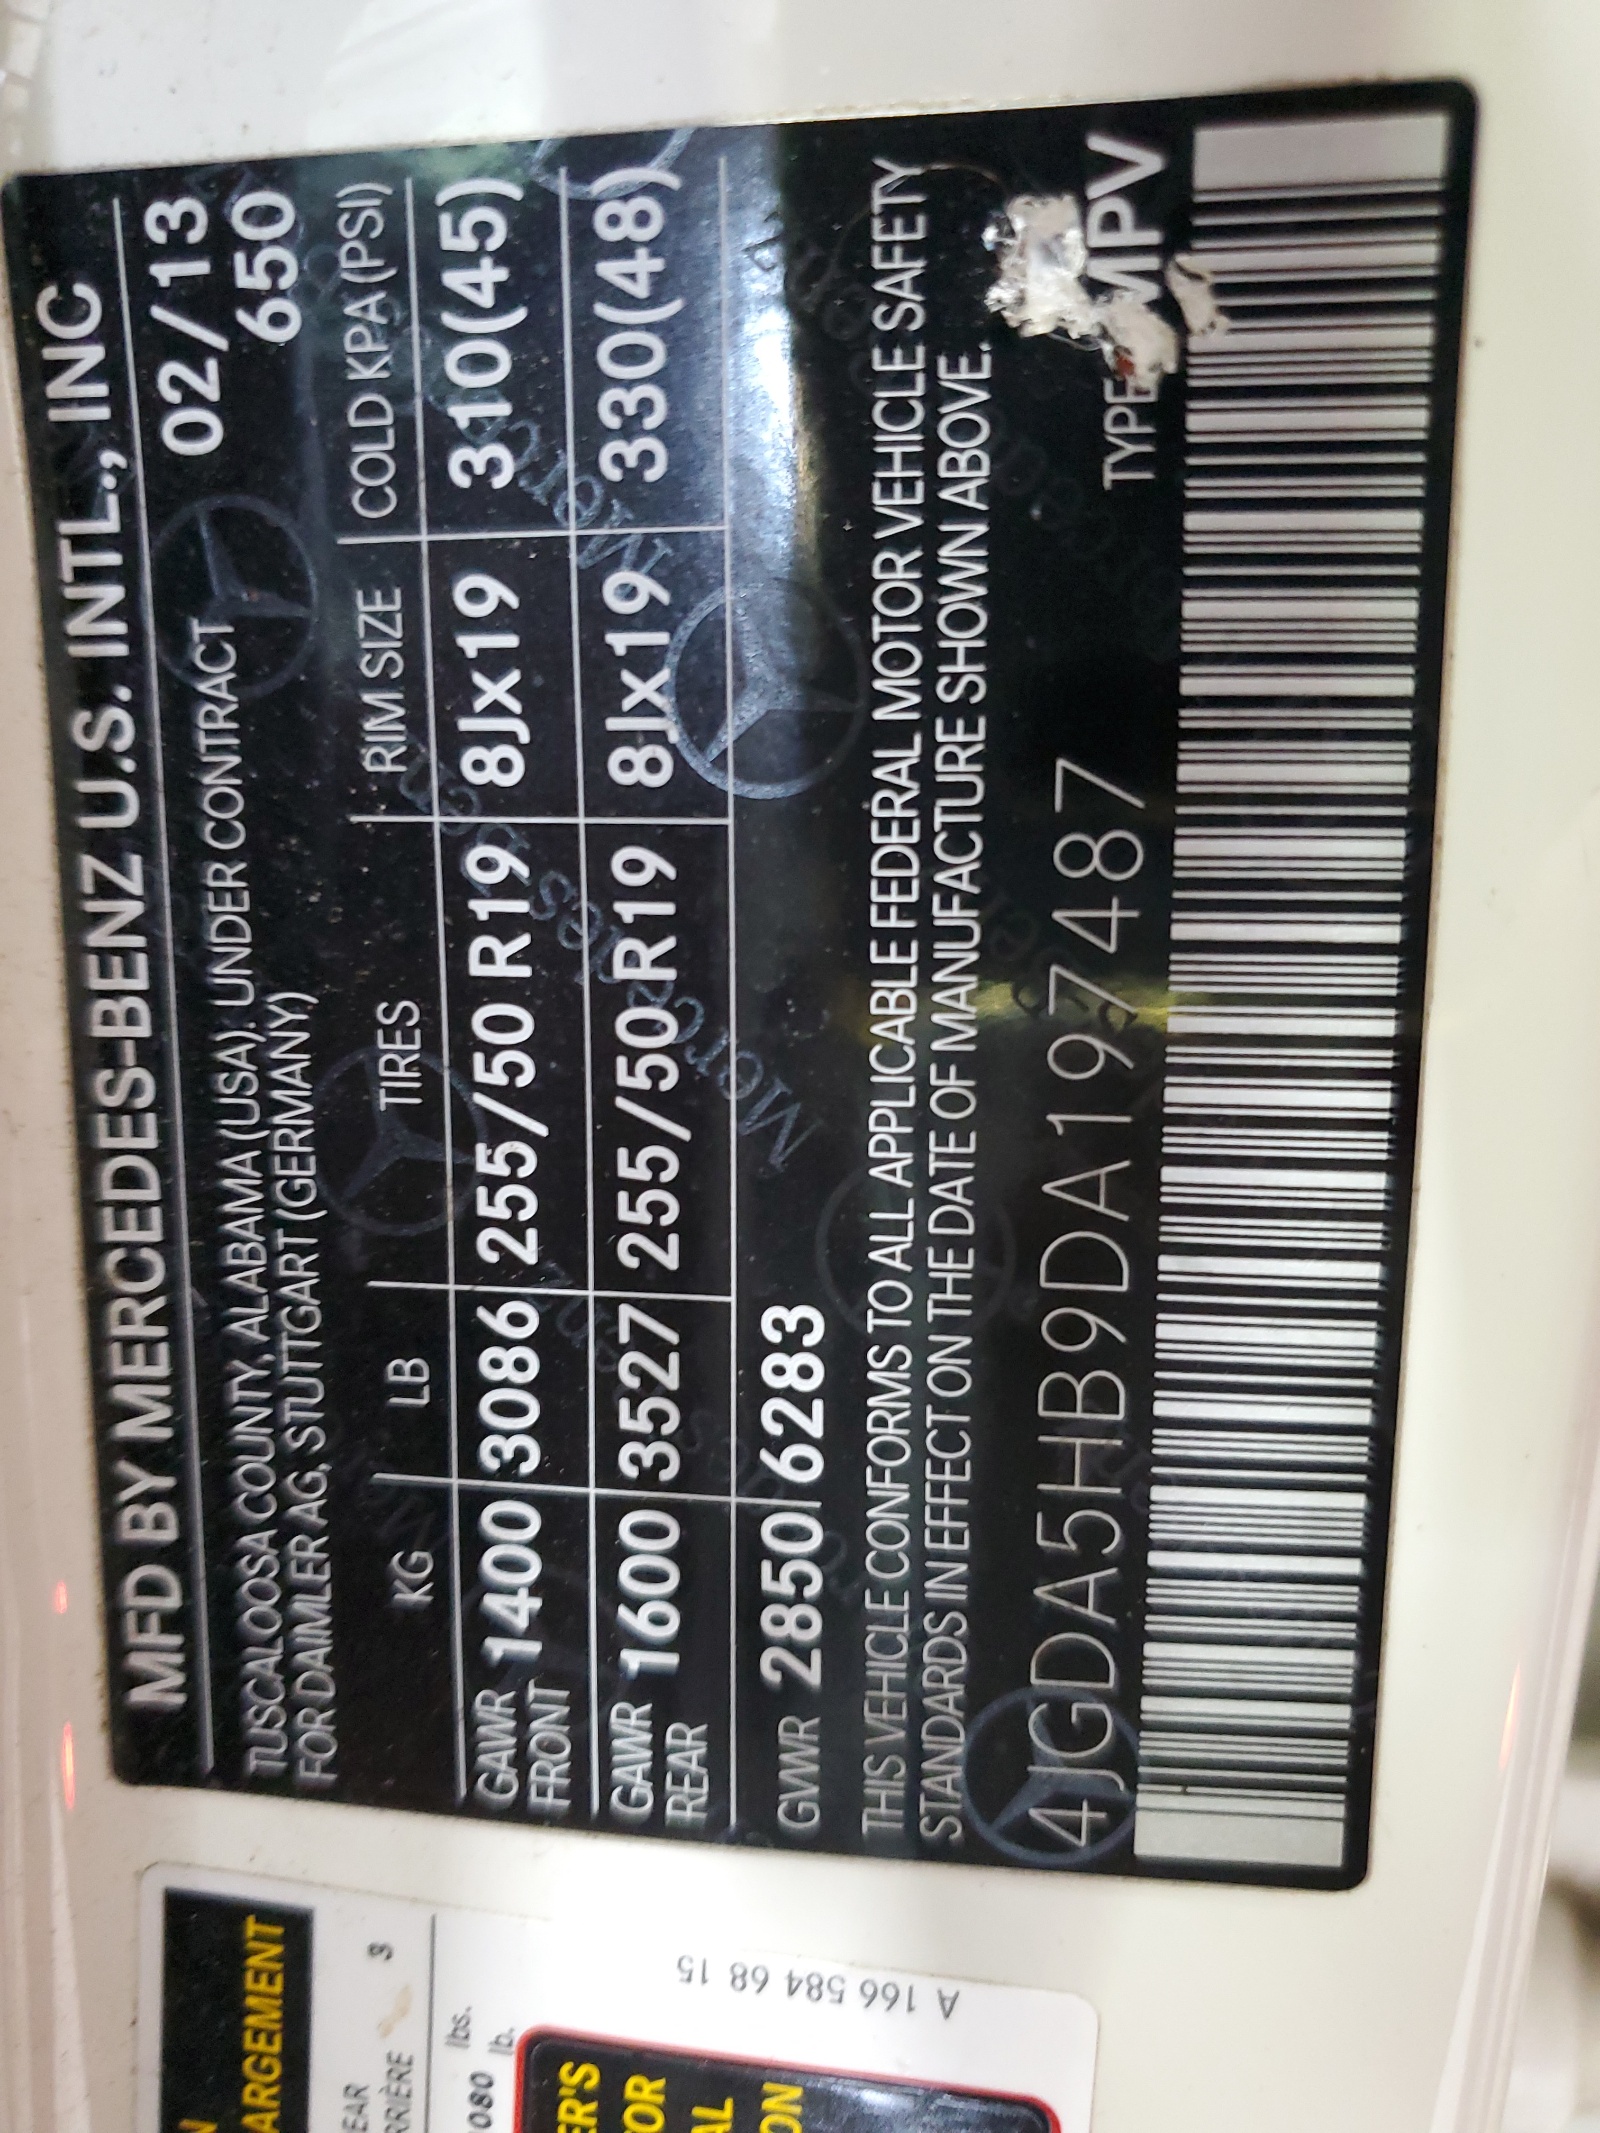 MFD BY MERCEDES-BENZ U.S. INTL., INC
02/13
TUSCALOOSA COUNTY, ALABAMA (USA). UNDER CONTRACT
650
FOR DAIMLER AG, STUTTGART (GERMANY)
KG LB TIRES RIM SIZE COLD KPA (PSI)
GAWR FRONT 1400 3086 255/50 R19 8Jx19 310(45)
GAWR REAR 1600 3527 255/50R19 8Jx19 330(48)
GVWR 2850 6283
THIS VEHICLE CONFORMS TO ALL APPLICABLE FEDERAL MOTOR VEHICLE SAFETY
STANDARDS IN EFFECT ON THE DATE OF MANUFACTURE SHOWN ABOVE.
4JGDA5HB9DA197487
TYPE MPV
A 166 584 68 15
lbs.
lb.